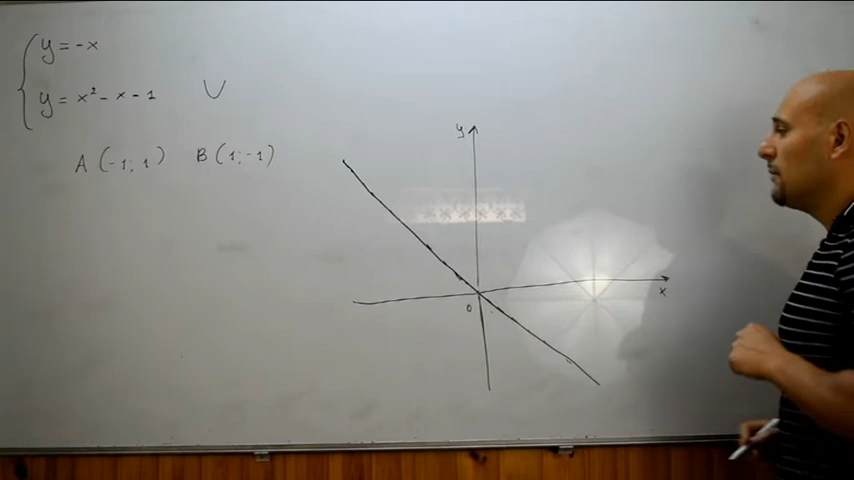 y = -x
y = x² - x - 1
A (-1; 1) B (1; -1)
y
x
0